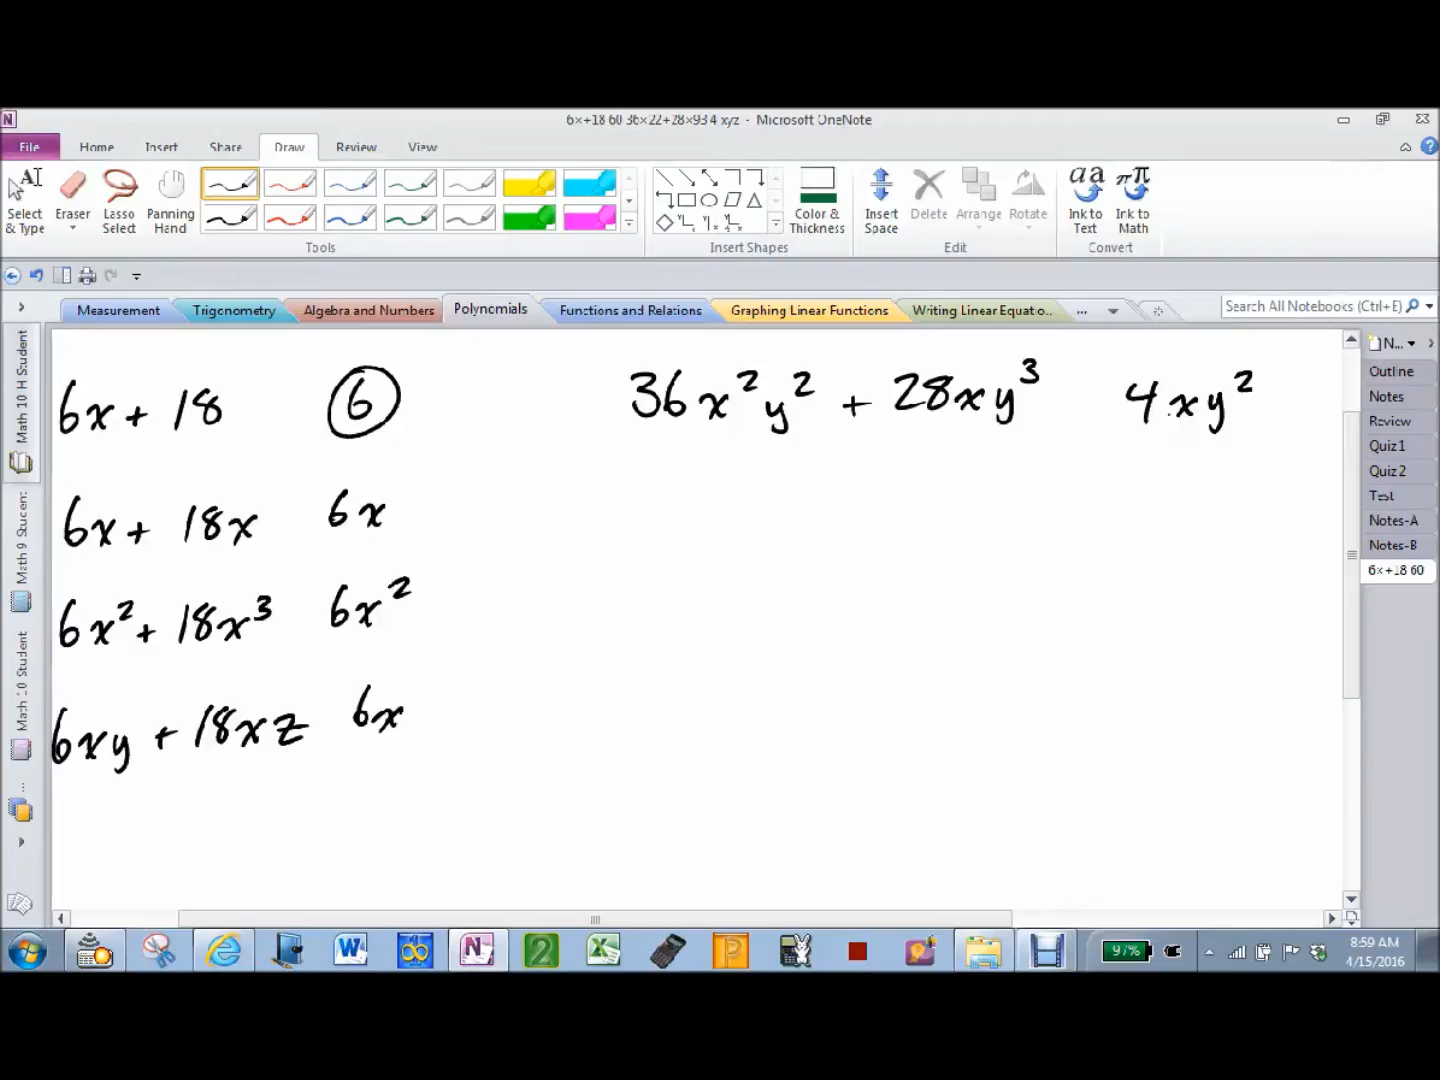 6x+18 60 36x22+28x93 4 xyz - Microsoft OneNote
File Home Insert Share Draw Review View
Select & Type
Eraser
Lasso Select
Panning Hand
Color & Thickness
Insert Space
Delete
Arrange
Rotate
Ink to Text
Ink to Math
Tools Insert Shapes Edit Convert
Measurement Trigonometry Algebra and Numbers Polynomials Functions and Relations Graphing Linear Functions Writing Linear Equatio.. ... Search All Notebooks (Ctrl+E)
Math 10 H Student
Math 9 Student
Math 10 Student
6x + 18 6 36x²y² + 28xy³ 4xy²
6x + 18x 6x
6x² + 18x³ 6x²
6xy + 18xz 6x
N...
Outline
Notes
Review
Quiz 1
Quiz 2
Test
Notes-A
Notes-B
6x+18 60
97%
8:59 AM
4/15/2016